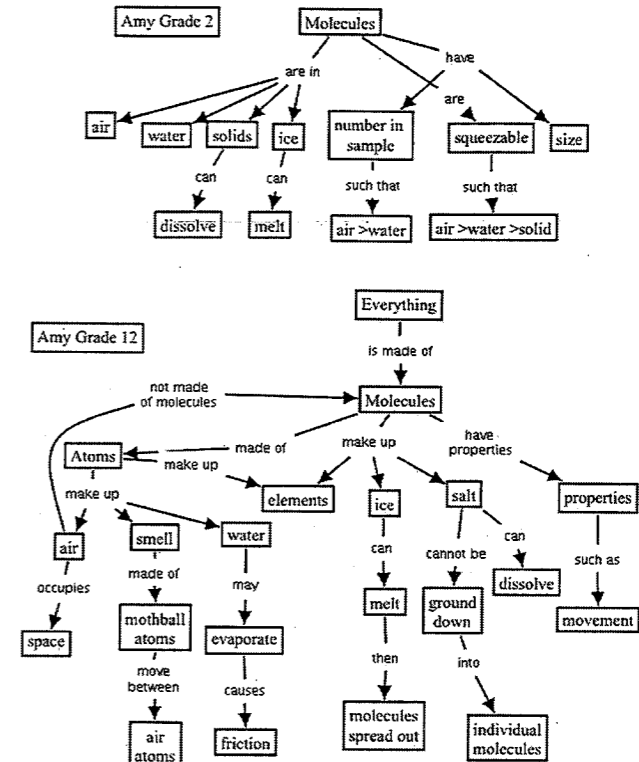 Amy Grade 2
Molecules
are in
have
are
air
water
solids
ice
number in
sample
squeezable
size
can
can
such that
such that
dissolve
melt
air >water
air >water >solid
Everything
Amy Grade 12
is made of
not made
of molecules
Molecules
made of
make up
have
properties
Atoms
make up
elements
ice
salt
properties
make up
air
smell
water
can
cannot be
can
such as
dissolve
occupies
made of
may
melt
ground
down
movement
space
mothball
atoms
evaporate
then
into
move
between
causes
molecules
spread out
individual
molecules
air
atoms
friction